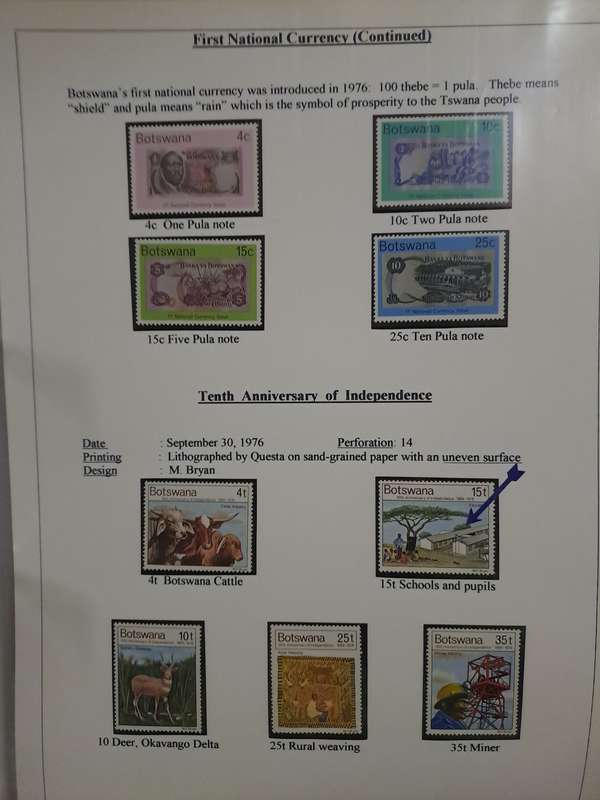 First National Currency (Continued)
Botswana's first national currency was introduced in 1976: 100 thebe = 1 pula. Thebe means
"shield" and pula means "rain" which is the symbol of prosperity to the Tswana people.
Botswana 4c
Botswana 10c
4c One Pula note
10c Two Pula note
Botswana 15c
Botswana 25c
15c Five Pula note
25c Ten Pula note
Tenth Anniversary of Independence
Date : September 30, 1976 Perforation: 14
Printing : Lithographed by Questa on sand-grained paper with an uneven surface
Design : M. Bryan
Botswana 4t
Botswana 15t
4t Botswana Cattle
15t Schools and pupils
Botswana 10t
Botswana 25t
Botswana 35t
10 Deer, Okavango Delta
25t Rural weaving
35t Miner